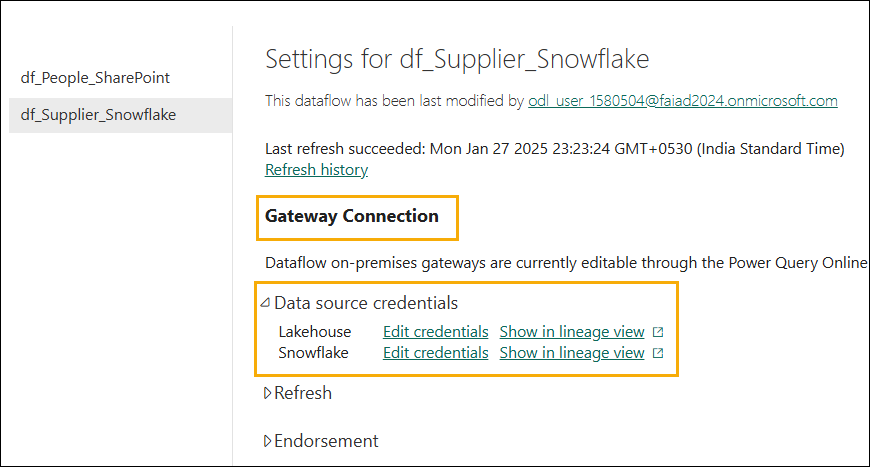 df_People_SharePoint
df_Supplier_Snowflake
Settings for df_Supplier_Snowflake
This dataflow has been last modified by odl_user_1580504@faiad2024.onmicrosoft.com
Last refresh succeeded: Mon Jan 27 2025 23:23:24 GMT+0530 (India Standard Time)
Refresh history
Gateway Connection
Dataflow on-premises gateways are currently editable through the Power Query Online
Data source credentials
Lakehouse Edit credentials Show in lineage view
Snowflake Edit credentials Show in lineage view
Refresh
Endorsement